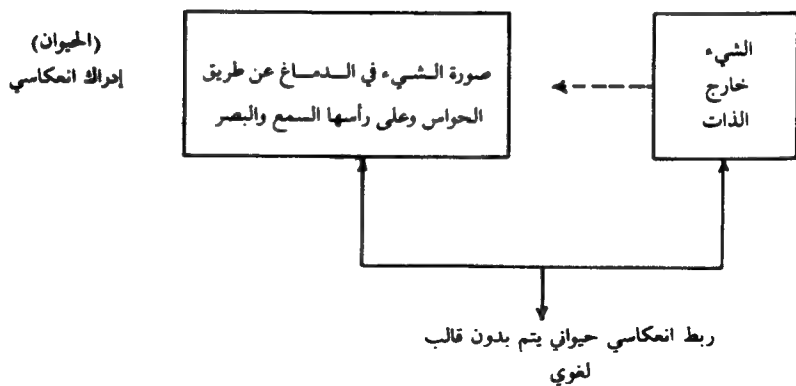 الشيء
خارج
الذات
صورة الشيء في الدماغ عن طريق
الحواس وعلى رأسها السمع والبصر
(الحيوان)
إدراك انعكاسي
ربط انعكاسي حيواني يتم بدون قالب
لغوي